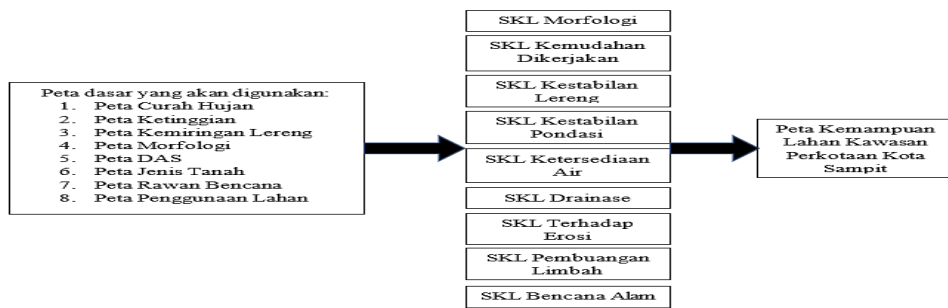 Peta dasar yang akan digunakan:
1. Peta Curah Hujan
2. Peta Ketinggian
3. Peta Kemiringan Lereng
4. Peta Morfologi
5. Peta DAS
6. Peta Jenis Tanah
7. Peta Rawan Bencana
8. Peta Penggunaan Lahan
SKL Morfologi
SKL Kemudahan
Dikerjakan
SKL Kestabilan
Lereng
SKL Kestabilan
Pondasi
SKL Ketersediaan
Air
SKL Drainase
SKL Terhadap
Erosi
SKL Pembuangan
Limbah
SKL Bencana Alam
Peta Kemampuan
Lahan Kawasan
Perkotaan Kota
Sampit